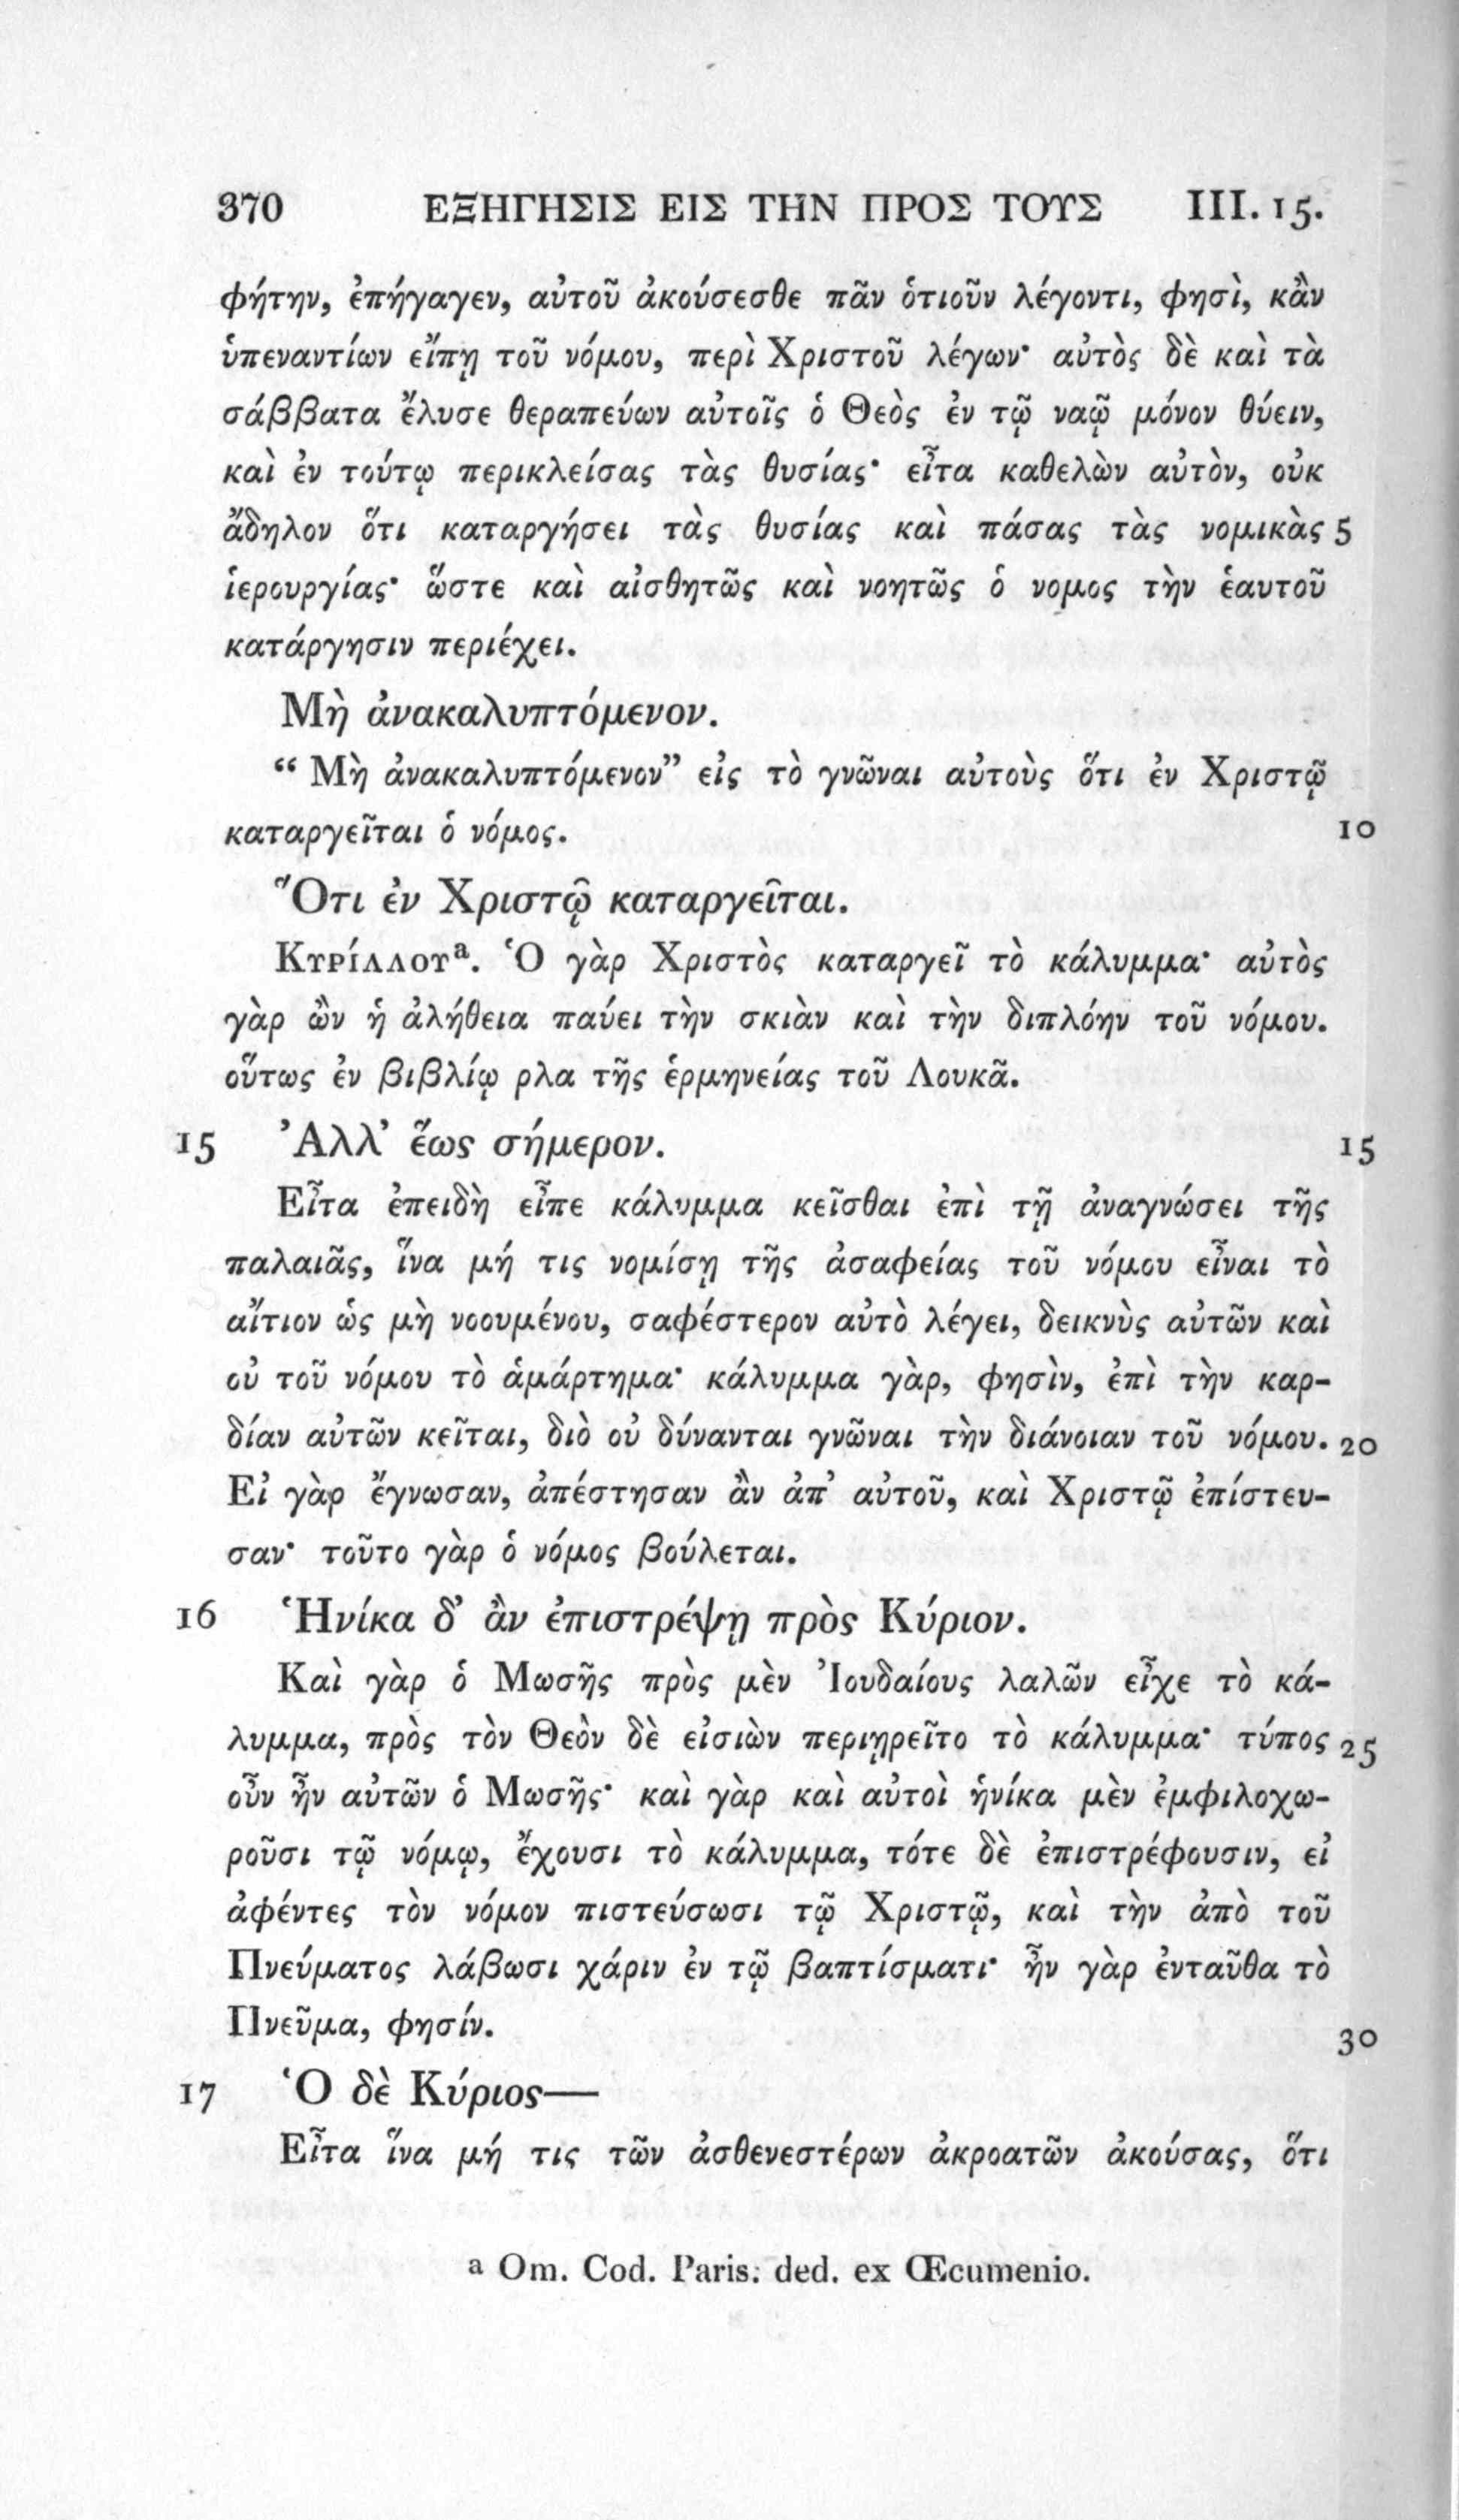 370 ΕΞΗΓΗΣΙΣ ΕΙΣ ΤΗΝ ΠΡΟΣ ΤΟΥΣ III. 15.
φήτην, ἐπήγαγεν, αὐτοῦ ἀκούσεσθε πᾶν ὁτιοῦν λέγοντι, φησὶ, κἂν
ὑπεναντίων εἴπῃ τοῦ νόμου, περὶ Χριστοῦ λέγων· αὐτὸς δὲ καὶ τὰ
σάββατα ἔλυσε θεραπεύων αὐτοῖς ὁ Θεὸς ἐν τῷ ναῷ μόνον θύειν,
καὶ ἐν τούτῳ περικλείσας τὰς θυσίας· εἶτα καθελὼν αὐτὸν, οὐκ
ἄδηλον ὅτι καταργήσει τὰς θυσίας καὶ πάσας τὰς νομικὰς 5
ἱερουργίας· ὥστε καὶ αἰσθητῶς καὶ νοητῶς ὁ νομος τὴν ἑαυτοῦ
κατάργησιν περιέχει.
Μὴ ἀνακαλυπτόμενον.
“ Μὴ ἀνακαλυπτόμενον” εἰς τὸ γνῶναι αὐτοὺς ὅτι ἐν Χριστῷ
καταργεῖται ὁ νόμος. 10
Ὅτι ἐν Χριστῷ καταργεῖται.
ΚΥΡΊΛΛΟΥ<sup>a</sup>. Ὁ γὰρ Χριστὸς καταργεῖ τὸ κάλυμμα· αὐτὸς
γὰρ ὢν ἡ ἀλήθεια παύει τὴν σκιὰν καὶ τὴν διπλόην τοῦ νόμου.
οὕτως ἐν βιβλίῳ ρλα τῆς ἑρμηνείας τοῦ Λουκᾶ.
15 Ἀλλ’ ἕως σήμερον. 15
Εἶτα ἐπειδὴ εἶπε κάλυμμα κεῖσθαι ἐπὶ τῇ ἀναγνώσει τῆς
παλαιᾶς, ἵνα μή τις νομίσῃ τῆς ἀσαφείας τοῦ νόμου εἶναι τὸ
αἴτιον ὡς μὴ νοουμένου, σαφέστερον αὐτὸ λέγει, δεικνὺς αὐτῶν καὶ
οὐ τοῦ νόμου τὸ ἁμάρτημα· κάλυμμα γὰρ, φησὶν, ἐπὶ τὴν καρ-
δίαν αὐτῶν κεῖται, διὸ οὐ δύνανται γνῶναι τὴν διάνοιαν τοῦ νόμου. 20
Εἰ γὰρ ἔγνωσαν, ἀπέστησαν ἂν ἀπ’ αὐτοῦ, καὶ Χριστῷ ἐπίστευ-
σαν· τοῦτο γὰρ ὁ νόμος βούλεται.
16 Ἡνίκα δ’ ἂν ἐπιστρέψῃ πρὸς Κύριον.
Καὶ γὰρ ὁ Μωσῆς πρὸς μὲν Ἰουδαίους λαλῶν εἶχε τὸ κά-
λυμμα, πρὸς τὸν Θεὸν δὲ εἰσιὼν περιῃρεῖτο τὸ κάλυμμα· τύπος 25
οὖν ἦν αὐτῶν ὁ Μωσῆς· καὶ γὰρ καὶ αὐτοὶ ἡνίκα μὲν ἐμφιλοχω-
ροῦσι τῷ νόμῳ, ἔχουσι τὸ κάλυμμα, τότε δὲ ἐπιστρέφουσιν, εἰ
ἀφέντες τὸν νόμον πιστεύσωσι τῷ Χριστῷ, καὶ τὴν ἀπὸ τοῦ
Πνεύματος λάβωσι χάριν ἐν τῷ βαπτίσματι· ἦν γὰρ ἐνταῦθα τὸ
Πνεῦμα, φησίν. 30
17 Ὁ δὲ Κύριος—
Εἶτα ἵνα μή τις τῶν ἀσθενεστέρων ἀκροατῶν ἀκούσας, ὅτι
a Om. Cod. Paris. ded. ex Œcumenio.